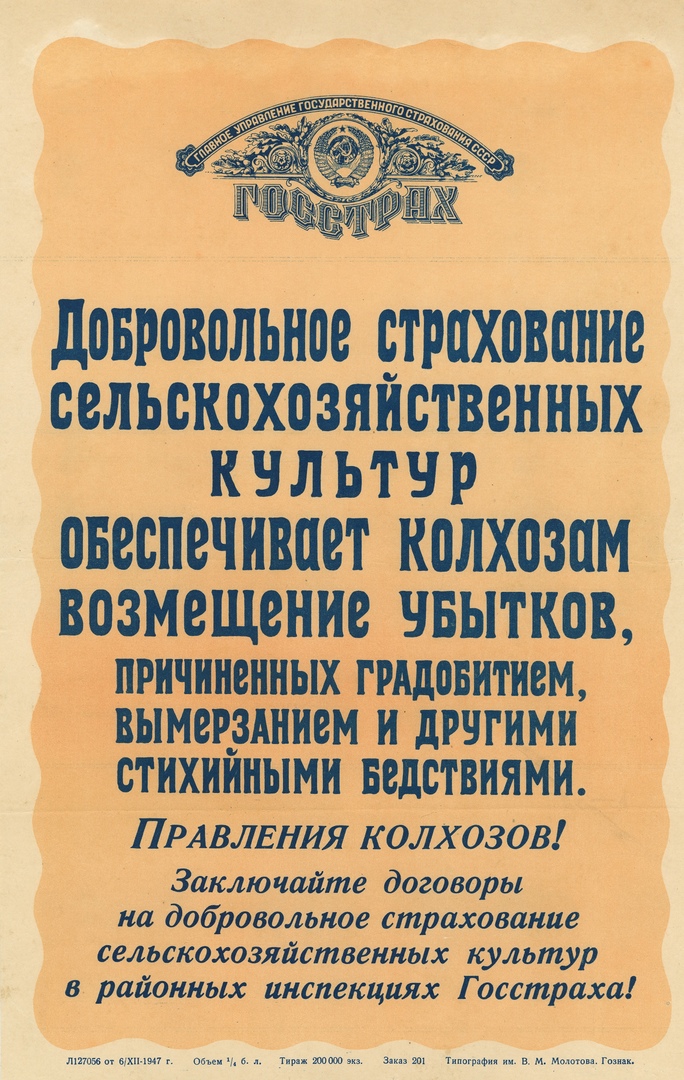 ГЛАВНОЕ УПРАВЛЕНИЕ ГОСУДАРСТВЕННОГО СТРАХОВАНИЯ СССР
ГОССТРАХ
Добровольное страхование
сельскохозяйственных
культур
обеспечивает колхозам
возмещение убытков,
причиненных градобитием,
вымерзанием и другими
стихийными бедствиями.
Правления колхозов!
Заключайте договоры
на добровольное страхование
сельскохозяйственных культур
в районных инспекциях Госстраха!
Л127056 от 6/XII-1947 г. Объем 1/4 б. л. Тираж 200 000 экз. Заказ 201 Типография им. В. М. Молотова. Гознак.